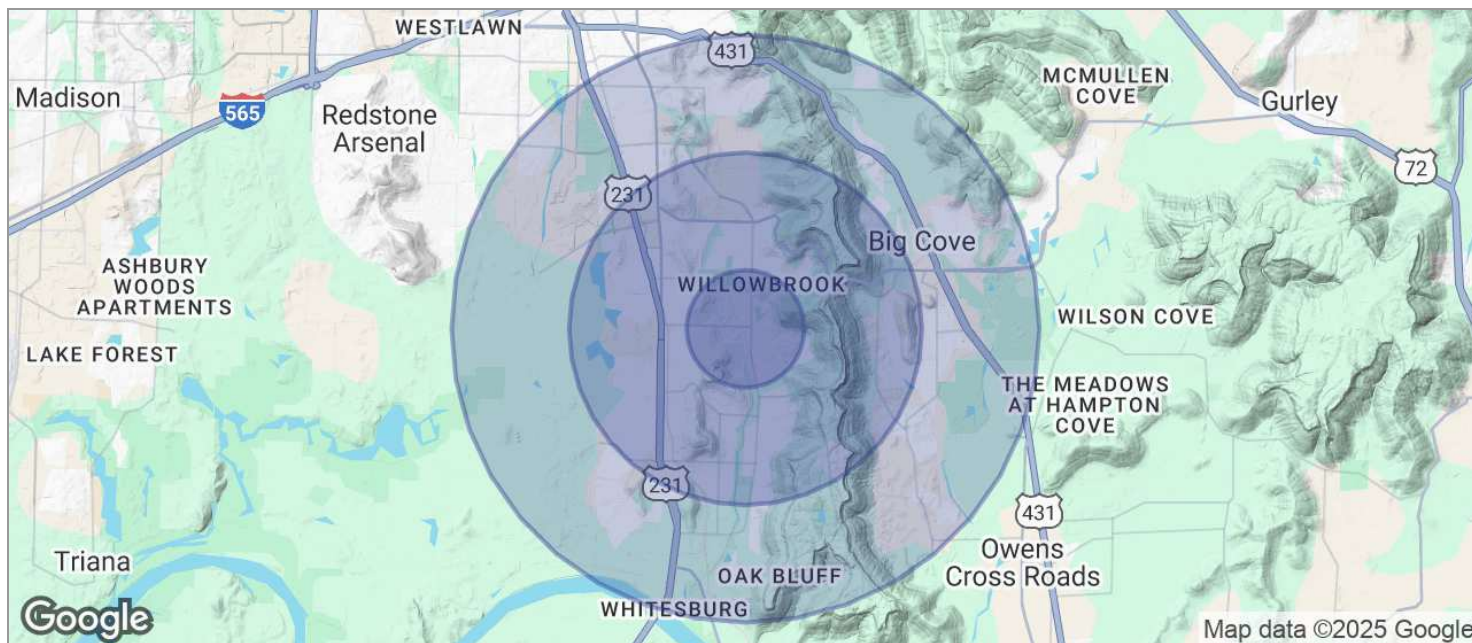 WESTLAWN
431
MCMULLEN
COVE
Madison
565
Redstone
Arsenal
Gurley
72
231
Big Cove
ASHBURY
WOODS
APARTMENTS
WILLOWBROOK
WILSON COVE
LAKE FOREST
THE MEADOWS
AT HAMPTON
COVE
231
431
Triana
OAK BLUFF
Owens
Cross Roads
WHITESBURG
Google
Map data ©2025 Google